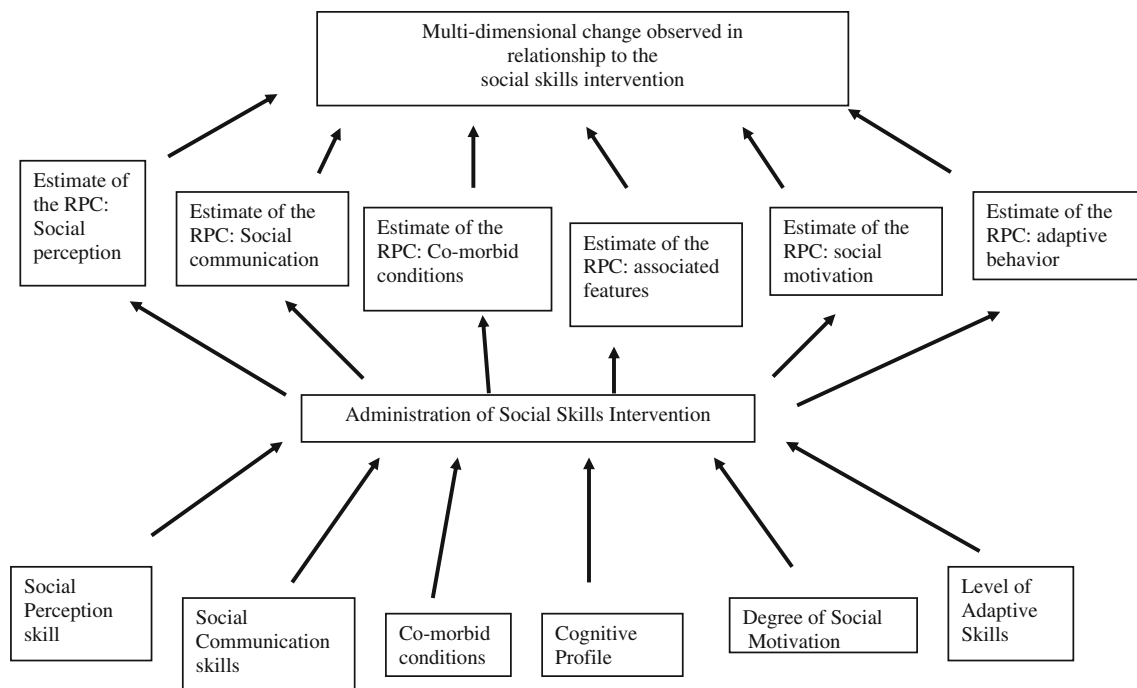 Multi-dimensional change observed in
relationship to the
social skills intervention
Estimate of
the RPC:
Social
perception
Estimate of the
RPC: Social
communication
Estimate of the
RPC: Co-morbid
conditions
Estimate of the
RPC: associated
features
Estimate of the
RPC: social
motivation
Estimate of the
RPC: adaptive
behavior
Administration of Social Skills Intervention
Social
Perception
skill
Social
Communication
skills
Co-morbid
conditions
Cognitive
Profile
Degree of Social
Motivation
Level of
Adaptive
Skills